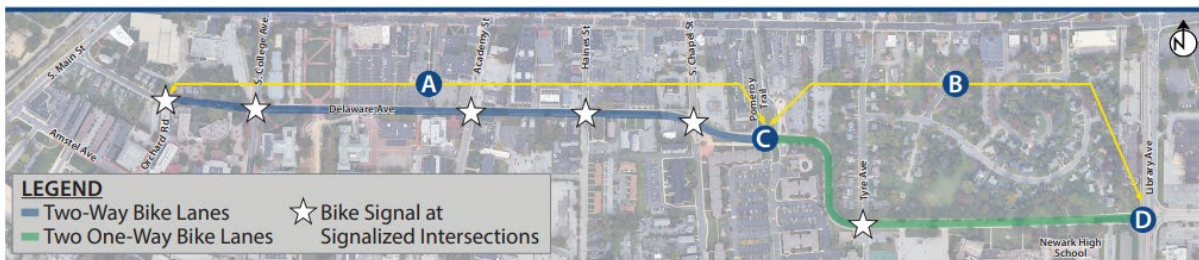 S. Main St
S. College Ave
Academy St
Haines St
S. Chapel St
Pomeroy
Trail
A
B
N
Delaware Ave
Orchard Rd
Amstel Ave
C
Tyre Ave
Library Ave
D
Newark High
School
LEGEND
Two-Way Bike Lanes
Two One-Way Bike Lanes
Bike Signal at
Signalized Intersections